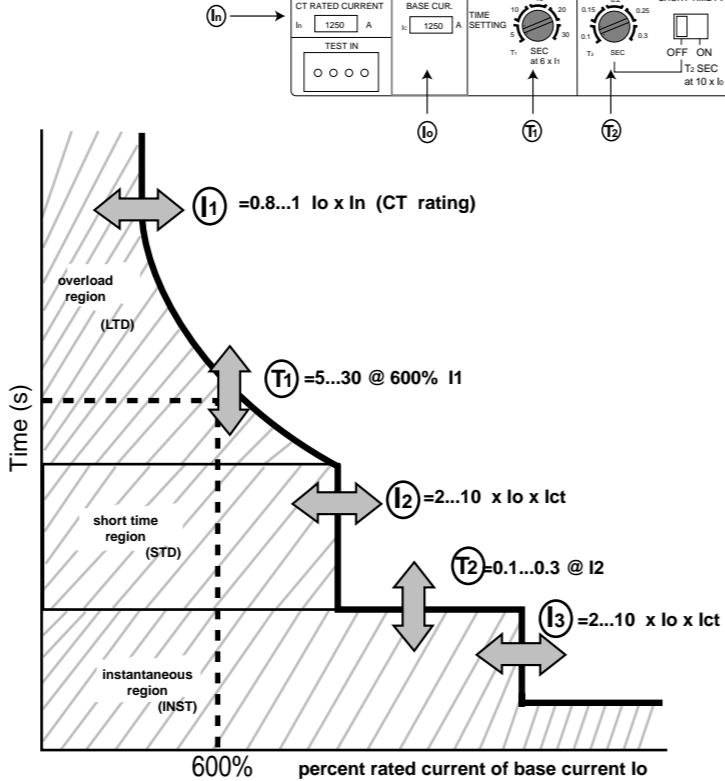 In
CT RATED CURRENT
In 1250 A
TEST IN
BASE CUR.
Ic 1250 A
TIME
SETTING
5 10 20 30
T1 SEC
at 6 x I1
0.1 0.15 0.25 0.3
T2 SEC
OFF ON
T2 SEC
at 10 x Io
Io
T1
T2
I1 =0.8...1 Io x In (CT rating)
overload
region
(LTD)
T1 =5...30 @ 600% I1
Time (s)
I2 =2...10 x Io x Ict
short time
region
(STD)
T2 =0.1...0.3 @ I2
I3 =2...10 x Io x Ict
instantaneous
region
(INST)
600% percent rated current of base current Io